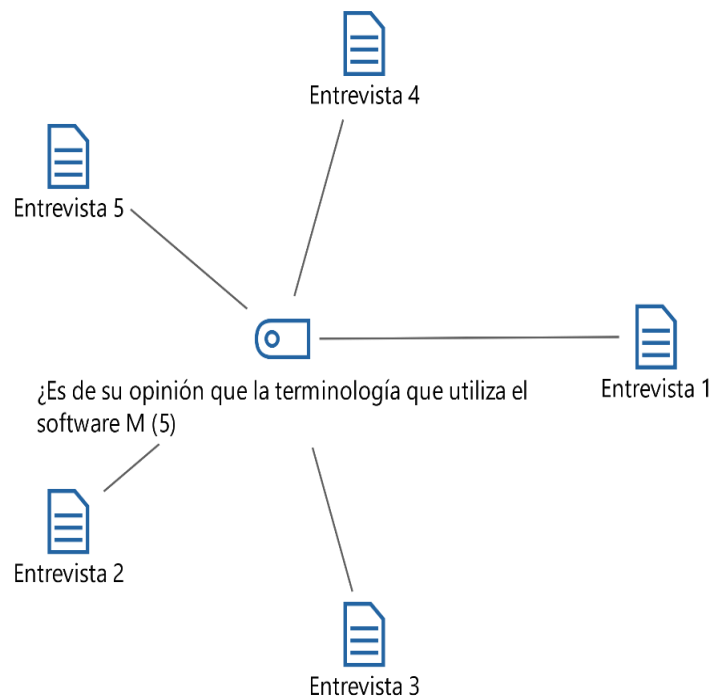 Entrevista 4
Entrevista 5
Entrevista 1
¿Es de su opinión que la terminología que utiliza el
software M (5)
Entrevista 2
Entrevista 3